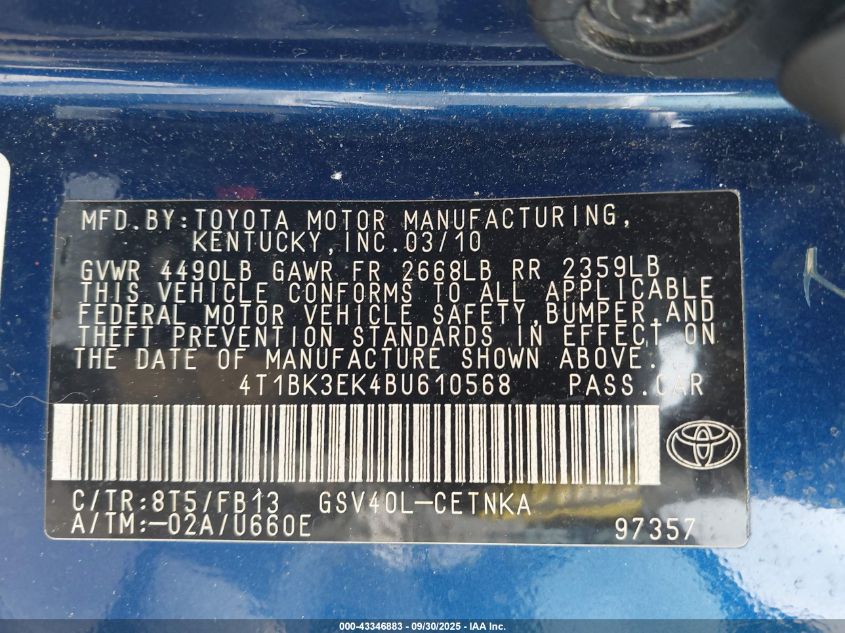 MFD.BY:TOYOTA MOTOR MANUFACTURING,
KENTUCKY,INC.03/10
GVWR 4490LB GAWR FR 2668LB RR 2359LB
THIS VEHICLE CONFORMS TO ALL APPLICABLE
FEDERAL MOTOR VEHICLE SAFETY,BUMPER,AND
THEFT PREVENTION STANDARDS IN EFFECT ON
THE DATE OF MANUFACTURE SHOWN ABOVE.
4T1BK3EK4BU610568 PASS.CAR
C/TR:8T5/FB13 GSV40L-CETNKA
A/TM:-02A/U660E 97357
000-43346883 - 09/30/2025 - IAA Inc.